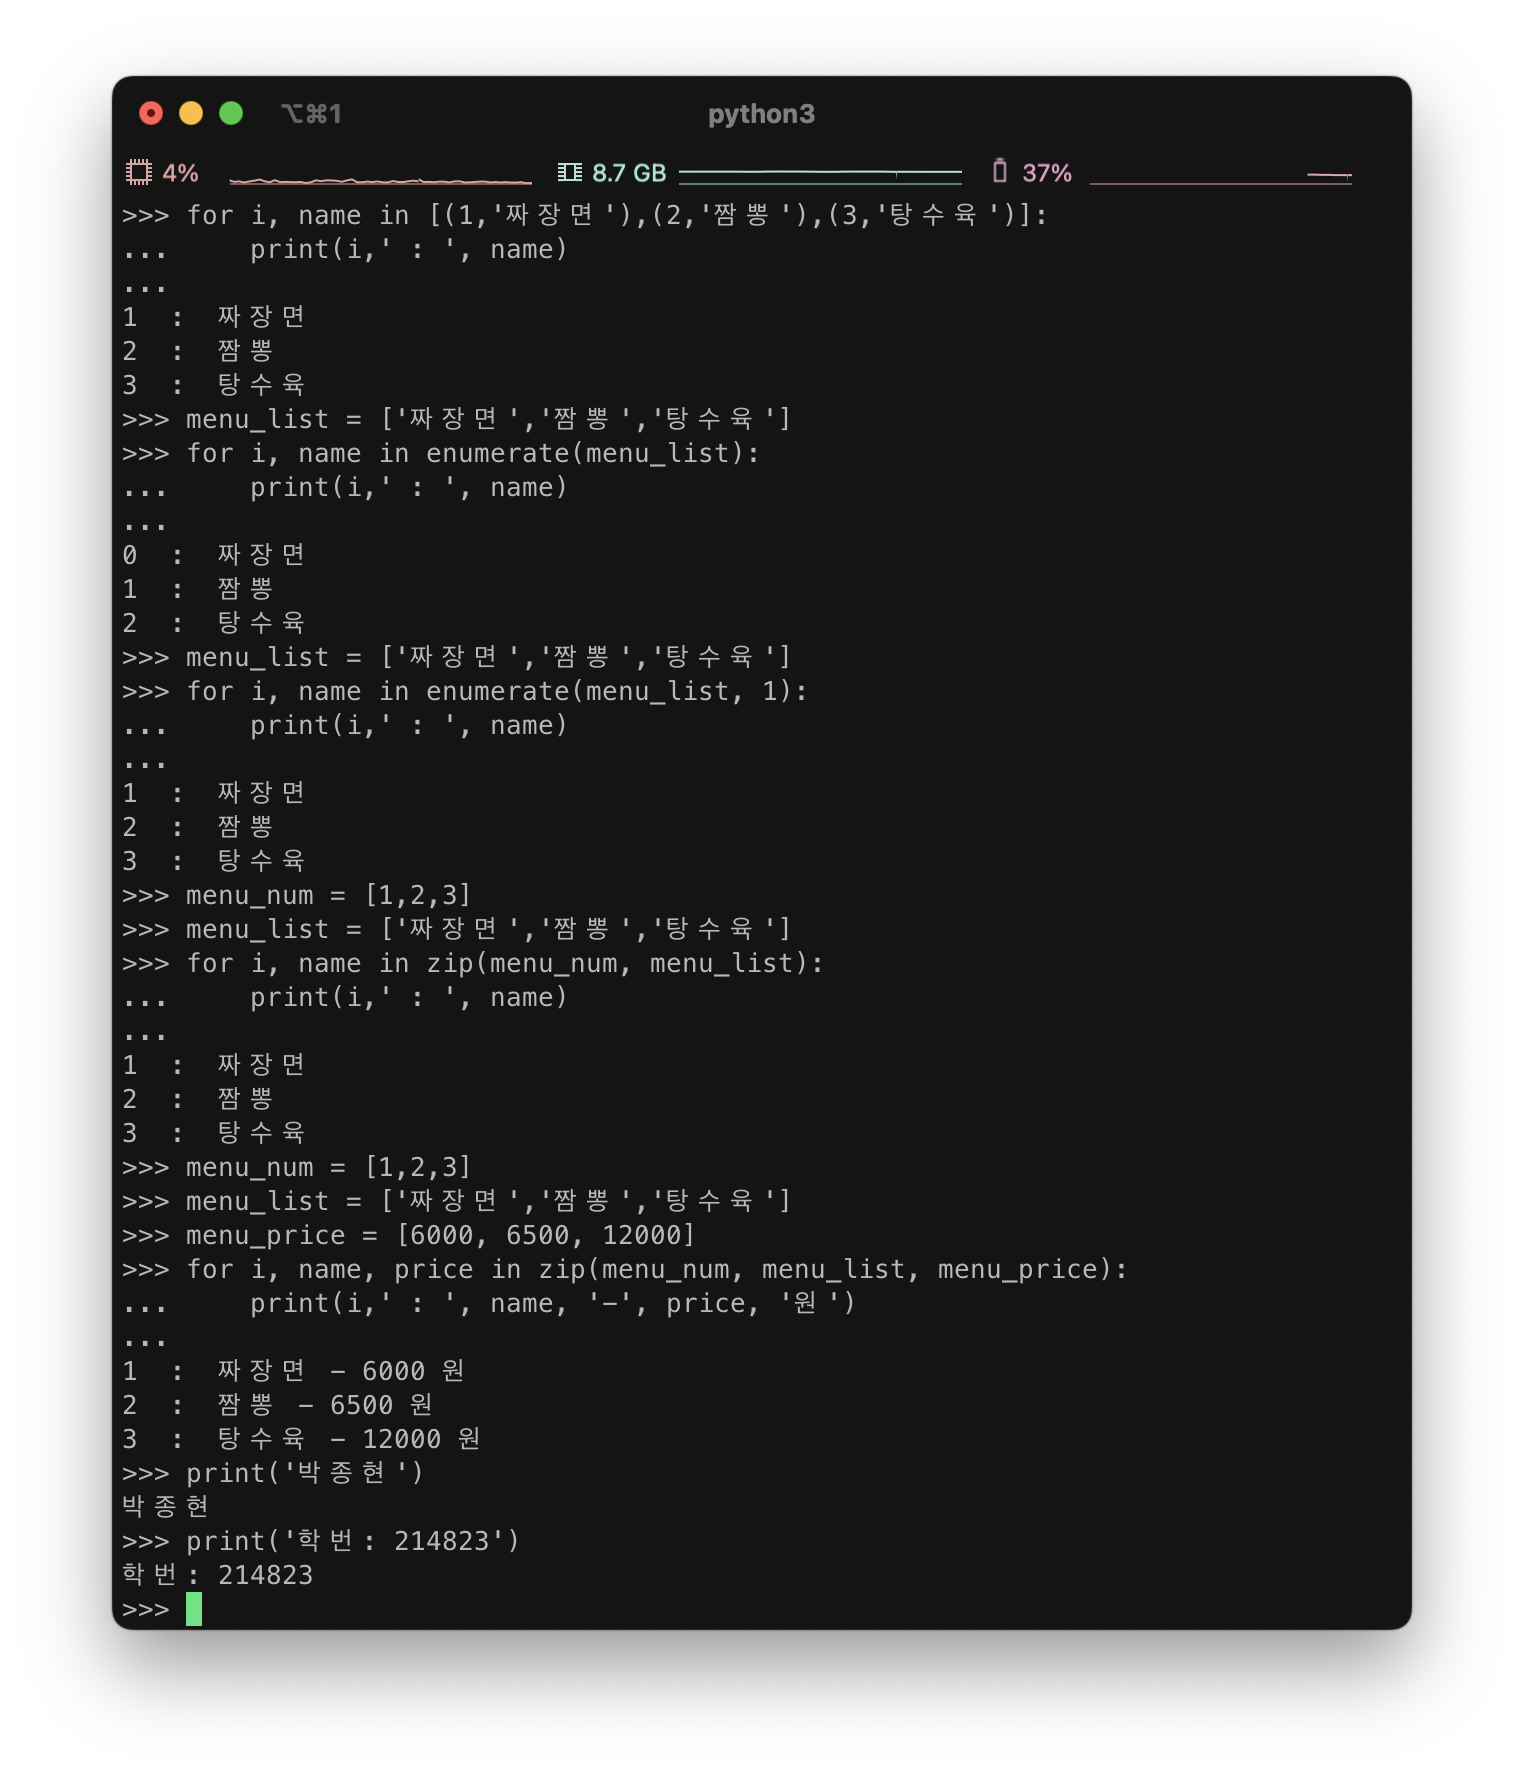 ⌥⌘1 python3
4% 8.7 GB 37%
>>> for i, name in [(1,'짜장면'),(2,'짬뽕'),(3,'탕수육')]:
...     print(i,' : ', name)
...
1  :  짜장면
2  :  짬뽕
3  :  탕수육
>>> menu_list = ['짜장면','짬뽕','탕수육']
>>> for i, name in enumerate(menu_list):
...     print(i,' : ', name)
...
0  :  짜장면
1  :  짬뽕
2  :  탕수육
>>> menu_list = ['짜장면','짬뽕','탕수육']
>>> for i, name in enumerate(menu_list, 1):
...     print(i,' : ', name)
...
1  :  짜장면
2  :  짬뽕
3  :  탕수육
>>> menu_num = [1,2,3]
>>> menu_list = ['짜장면','짬뽕','탕수육']
>>> for i, name in zip(menu_num, menu_list):
...     print(i,' : ', name)
...
1  :  짜장면
2  :  짬뽕
3  :  탕수육
>>> menu_num = [1,2,3]
>>> menu_list = ['짜장면','짬뽕','탕수육']
>>> menu_price = [6000, 6500, 12000]
>>> for i, name, price in zip(menu_num, menu_list, menu_price):
...     print(i,' : ', name, '-', price, '원')
...
1  :  짜장면 - 6000 원
2  :  짬뽕 - 6500 원
3  :  탕수육 - 12000 원
>>> print('박종현')
박종현
>>> print('학번: 214823')
학번: 214823
>>>